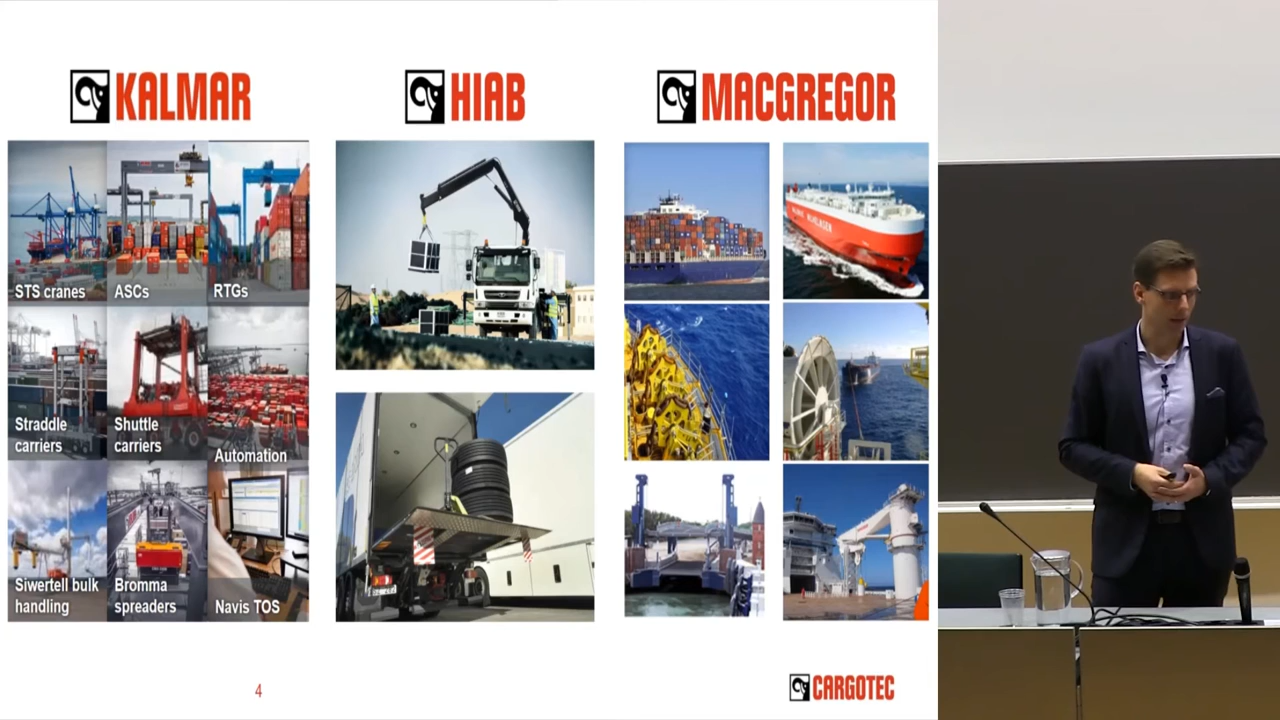 KALMAR
HIAB
MACGREGOR
STS cranes
ASCs
RTGs
Straddle
carriers
Shuttle
carriers
Automation
Siwertell bulk
handling
Bromma
spreaders
Navis TOS
4
CARGOTEC